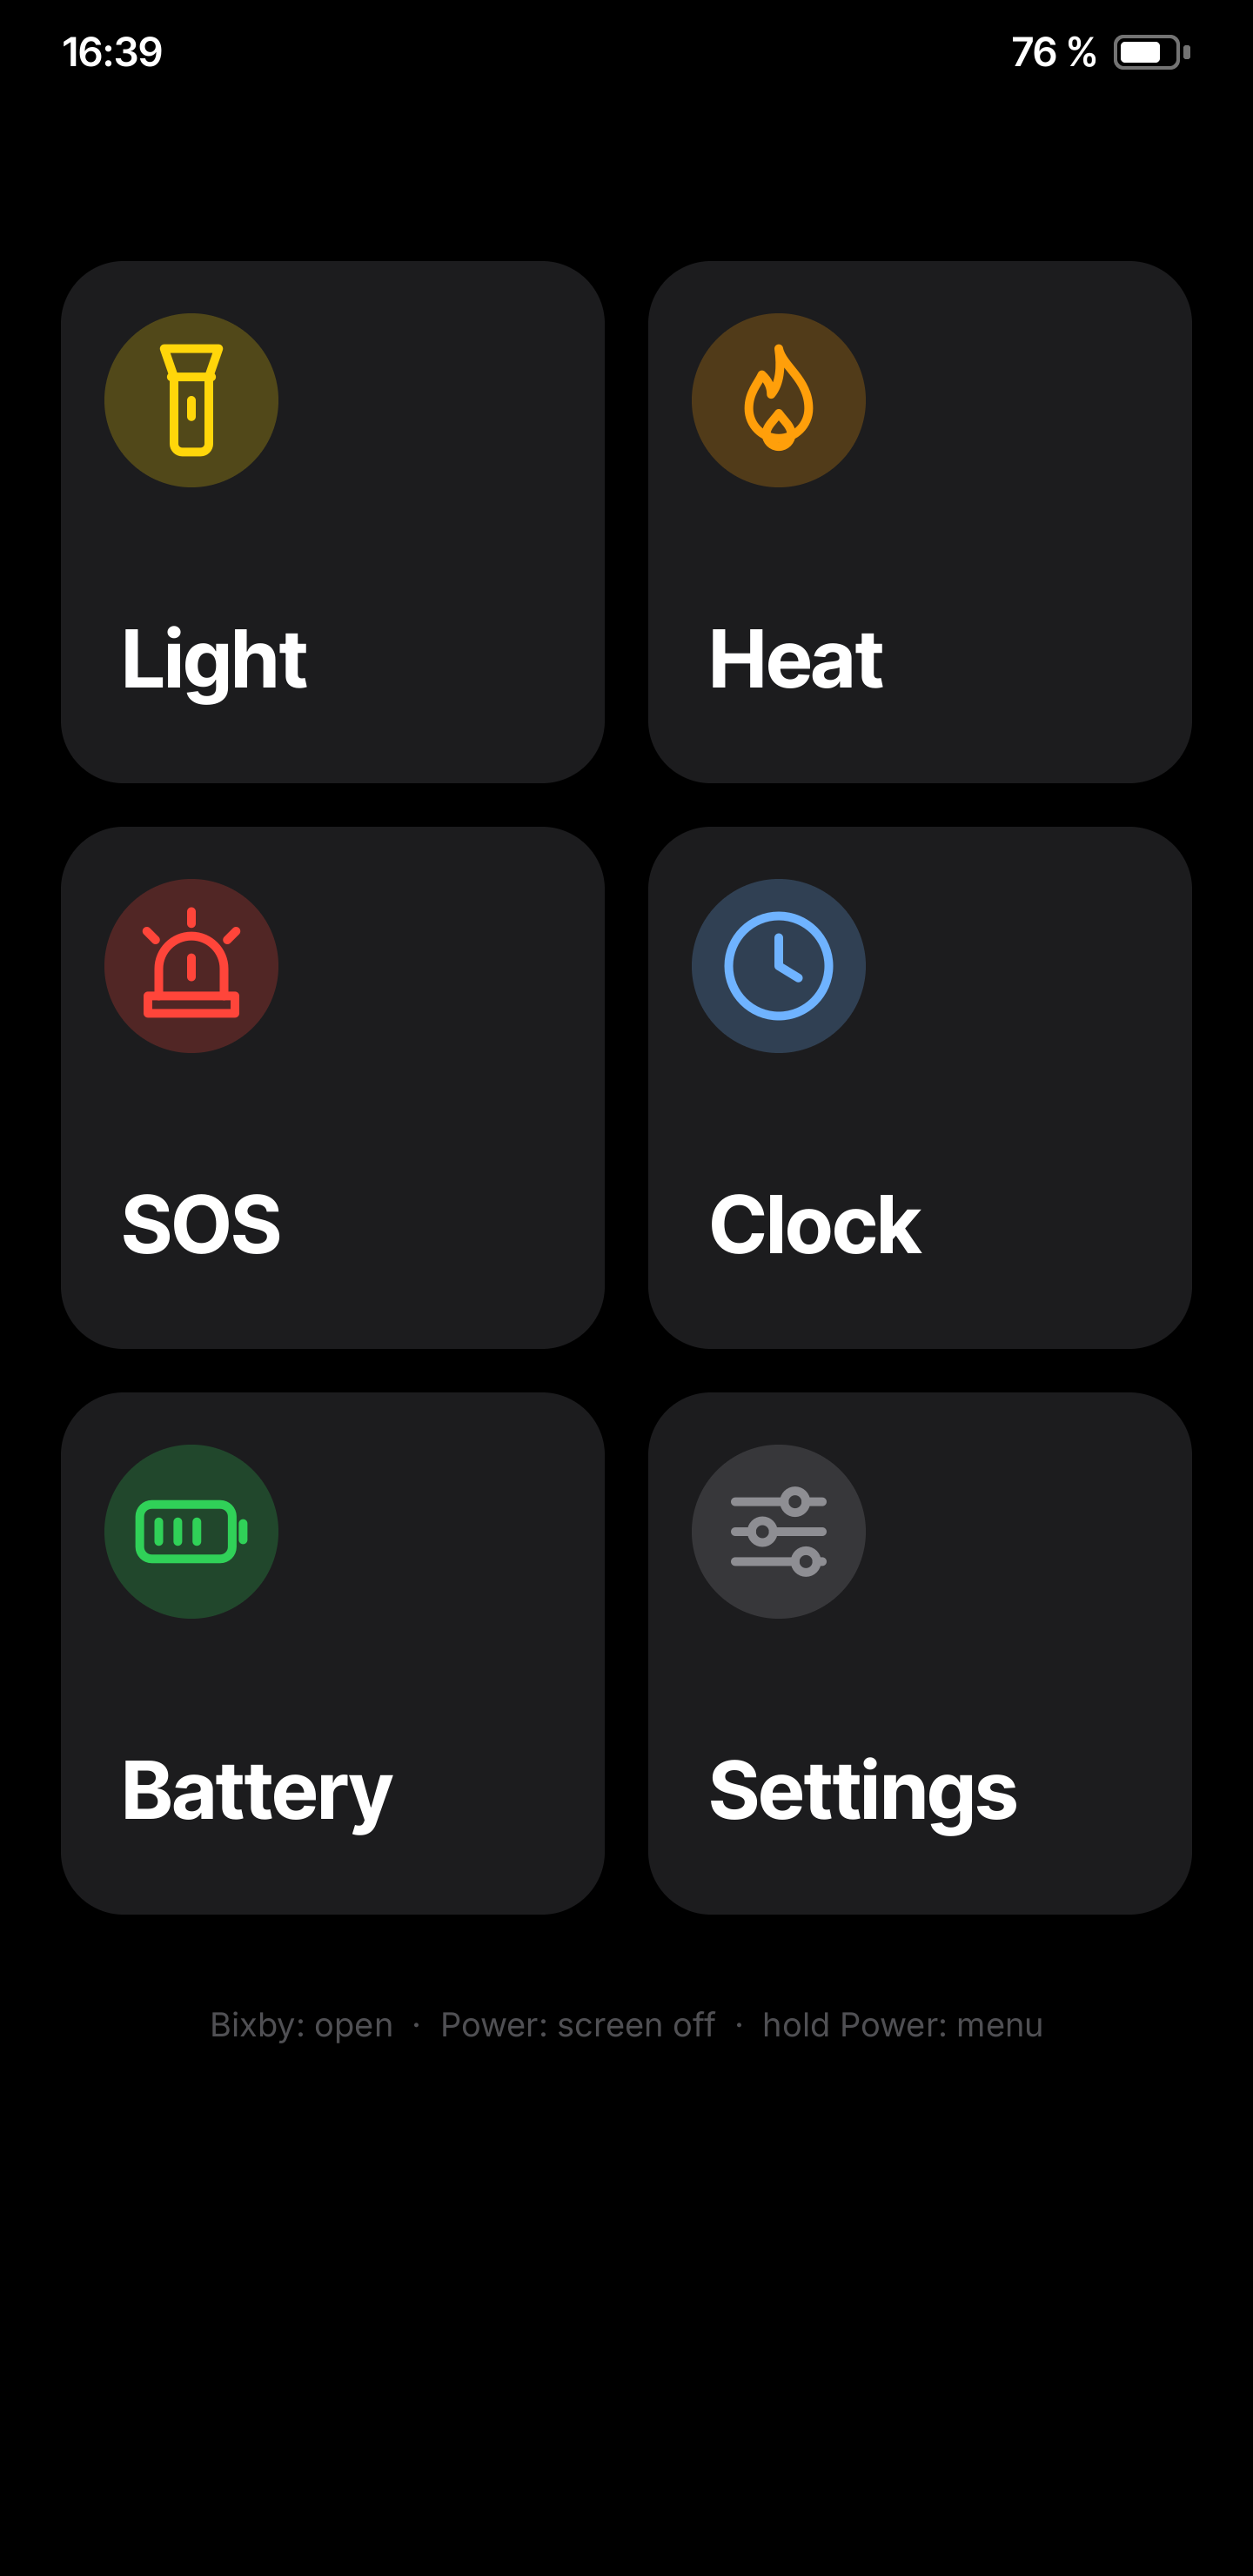 16:39 76 %
Light Heat
SOS Clock
Battery Settings
Bixby: open · Power: screen off · hold Power: menu